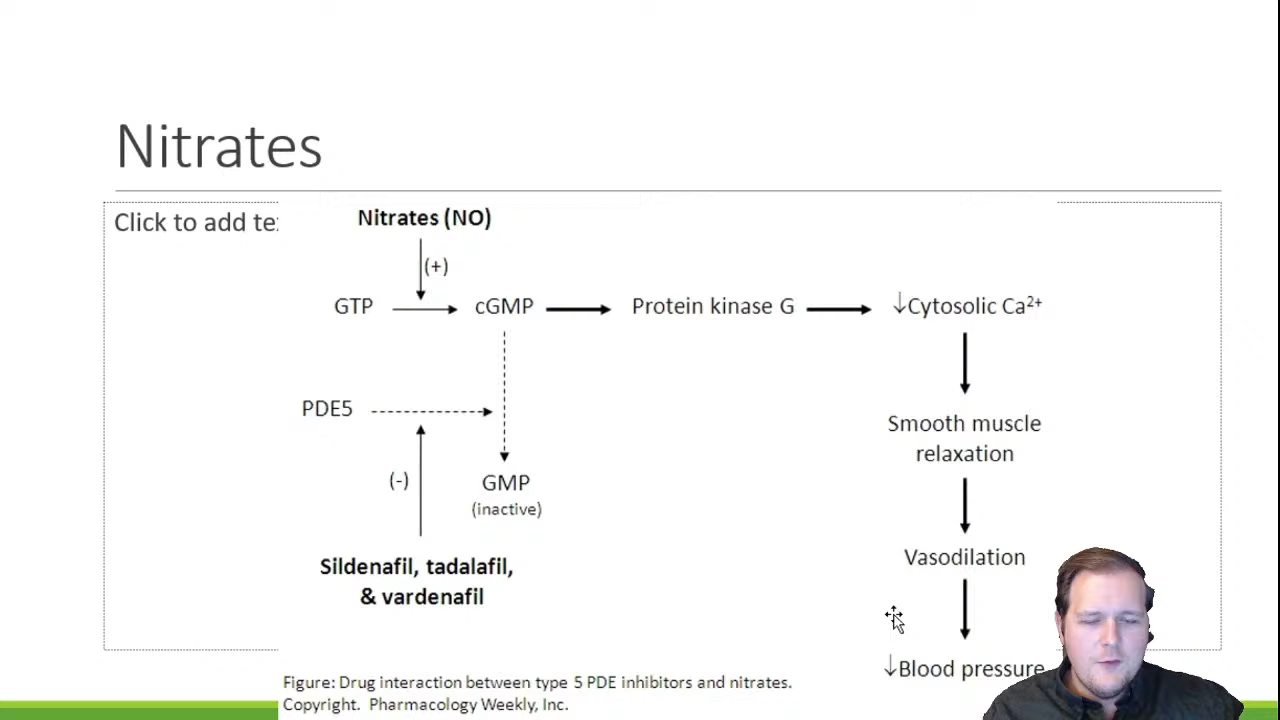 Nitrates
Click to add te
Nitrates (NO)
(+)
GTP
cGMP
Protein kinase G
↓Cytosolic Ca²⁺
PDE5
Smooth muscle
relaxation
(-)
GMP
(inactive)
Vasodilation
Sildenafil, tadalafil,
& vardenafil
↓Blood pressure
Figure: Drug interaction between type 5 PDE inhibitors and nitrates.
Copyright. Pharmacology Weekly, Inc.